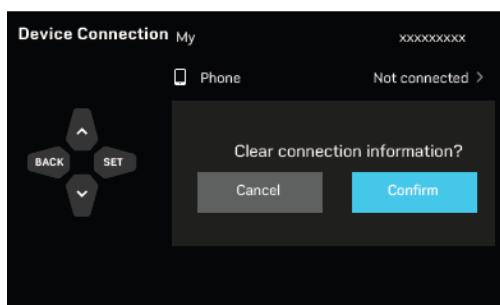 Device Connection My xxxxxxxxx
Phone Not connected >
BACK SET
Clear connection information?
Cancel Confirm